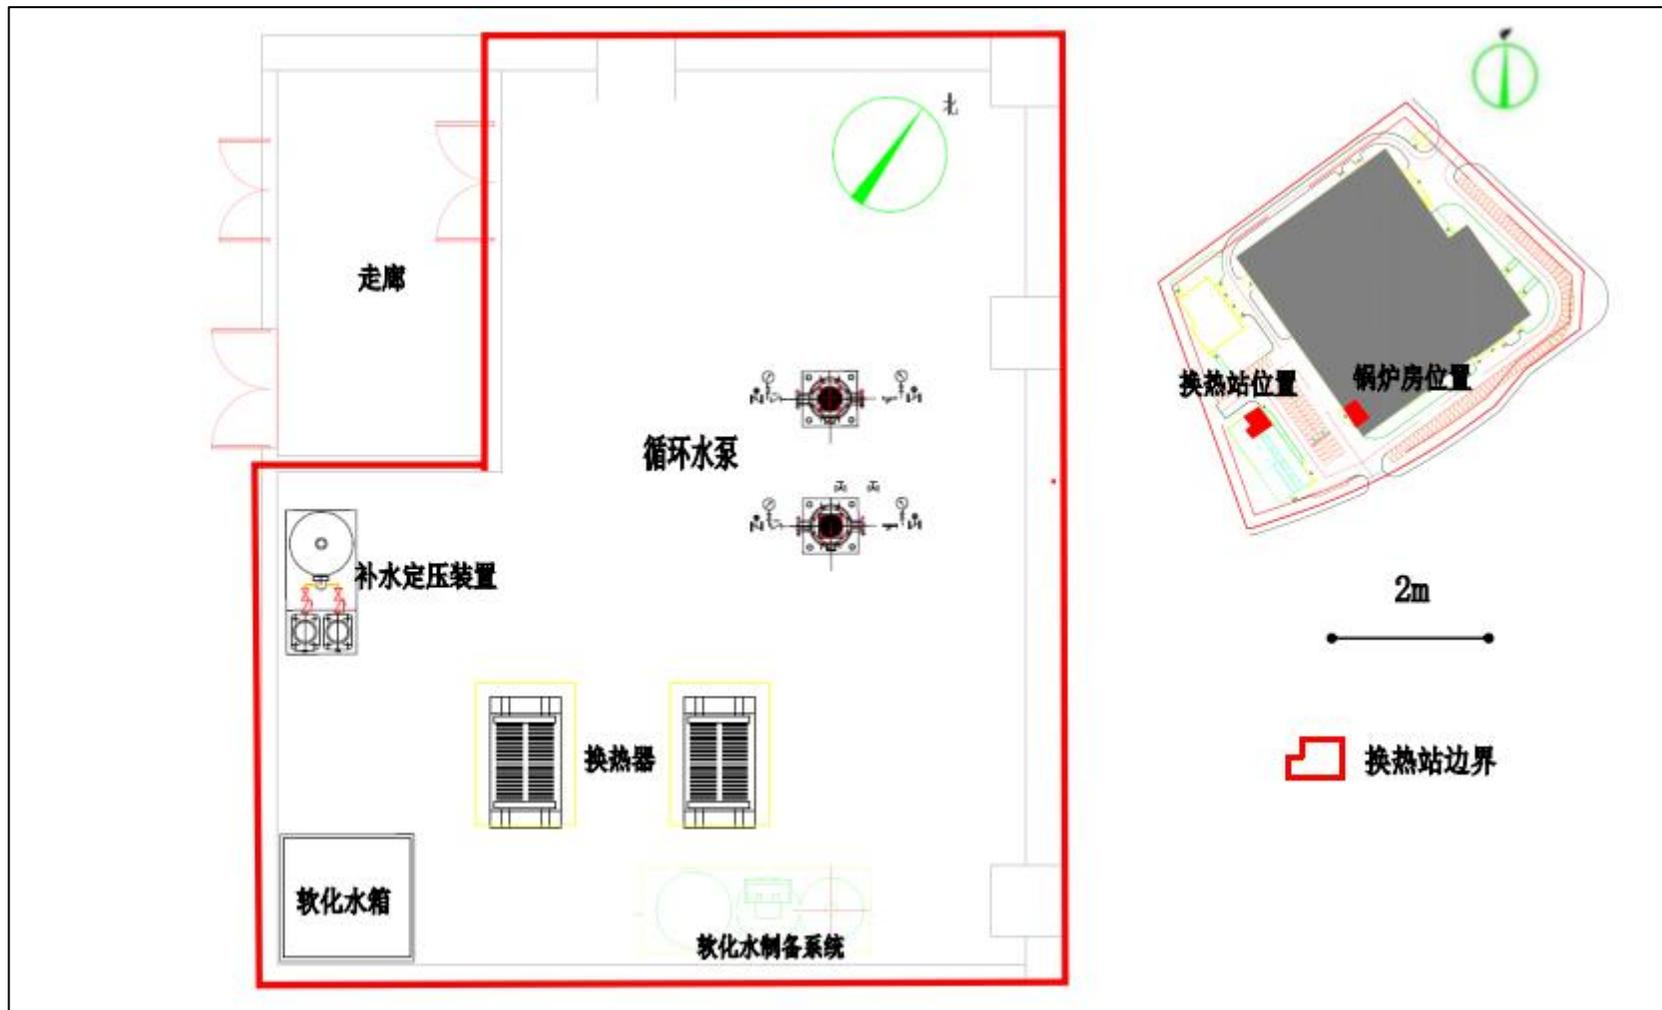 北
走廊
换热站位置
锅炉房位置
循环水泵
补水定压装置
2m
换热器
换热站边界
软化水箱
软化水制备系统